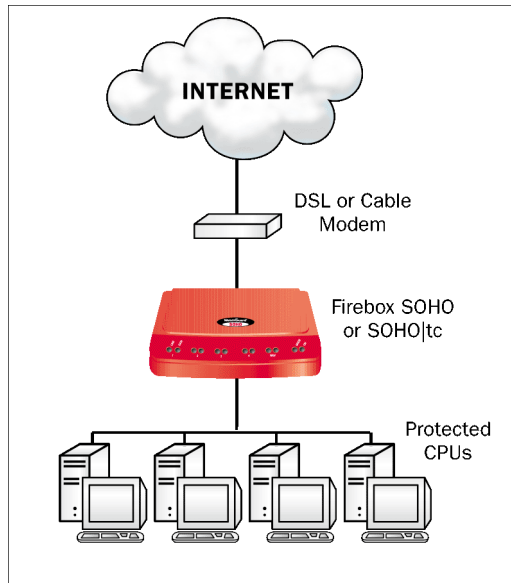 INTERNET
DSL or Cable
Modem
Firebox SOHO
or SOHO|tc
Protected
CPUs